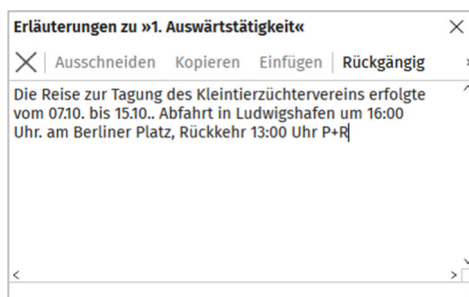 Erläuterungen zu »1. Auswärtstätigkeit«
Ausschneiden Kopieren Einfügen Rückgängig
Die Reise zur Tagung des Kleintierzüchtervereins erfolgte
vom 07.10. bis 15.10.. Abfahrt in Ludwigshafen um 16:00
Uhr. am Berliner Platz, Rückkehr 13:00 Uhr P+R